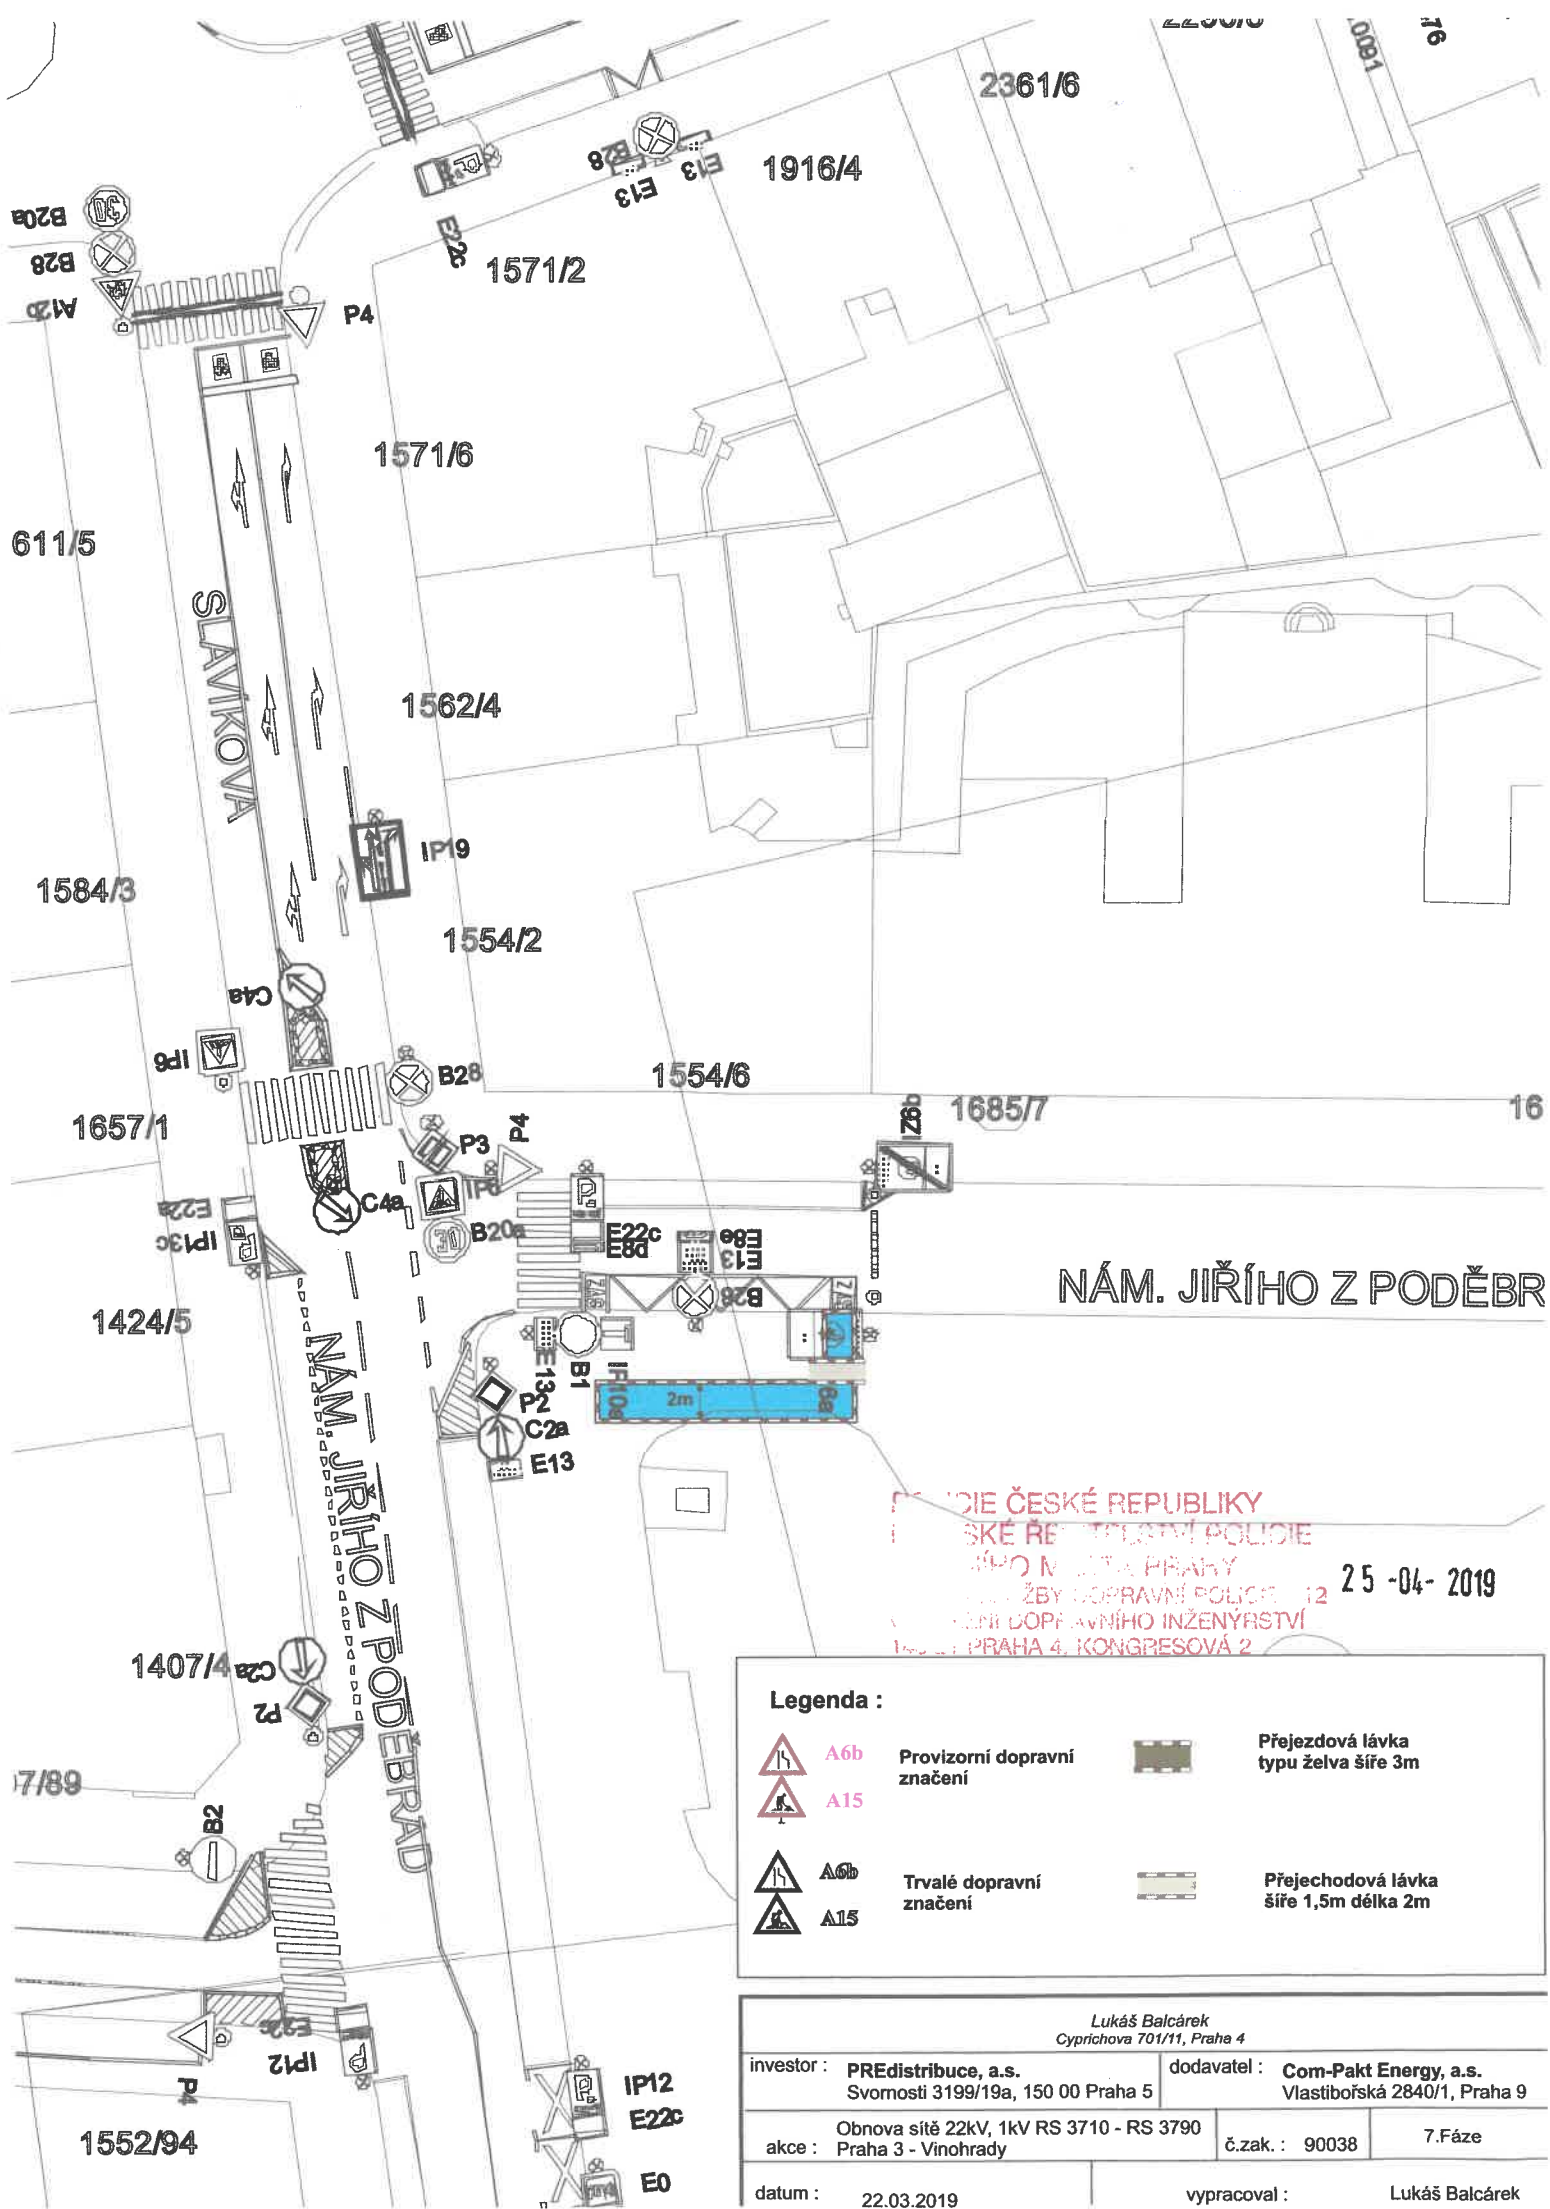 2361/6
1916/4
B28
E13
E13
B20a
B28
A12b
E22c
1571/2
P4
1571/6
611/5
SLAVÍKOVA
1562/4
IP19
1584/3
1554/2
C4a
IP6
B28
1554/6
1685/7
16
IZ6b
1657/1
P3
P4
E22a
IP13c
C4a
B20a
E22c
E8d
E8e
E13
B28
NÁM. JIŘÍHO Z PODĚBR
1424/5
E13
B1
P2
C2a
E13
2m
NÁM. JIŘÍHO Z PODĚBRAD
ČESKÉ REPUBLIKY
POLICIE
PRAHY
DOPRAVNÍ
INŽENÝRSTVÍ
PRAHA 4, KONGRESOVÁ 2
25 -04- 2019
1407/4
C2a
P2
7/89
B2
Legenda :
A6b
Provizorní dopravní
značení
A15
Přejezdová lávka
typu želva šíře 3m
A6b
Trvalé dopravní
značení
A15
Přejechodová lávka
šíře 1,5m délka 2m
E22c
IP12
P4
1552/94
IP12
E22c
E0
Lukáš Balcárek
Cyprichova 701/11, Praha 4
investor : PREdistribuce, a.s.
Svornosti 3199/19a, 150 00 Praha 5
dodavatel : Com-Pakt Energy, a.s.
Vlastibořská 2840/1, Praha 9
akce : Obnova sítě 22kV, 1kV RS 3710 - RS 3790
Praha 3 - Vinohrady
č.zak. : 90038
7.Fáze
datum : 22.03.2019
vypracoval : Lukáš Balcárek